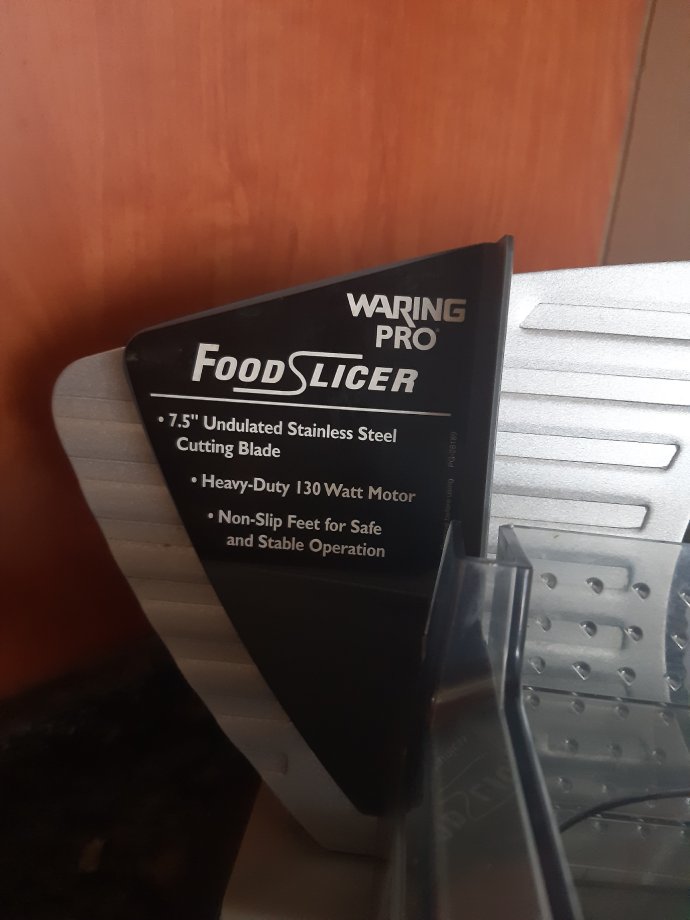 WARING
PRO
FOODSLICER
• 7.5" Undulated Stainless Steel
Cutting Blade
• Heavy-Duty 130 Watt Motor
• Non-Slip Feet for Safe
and Stable Operation